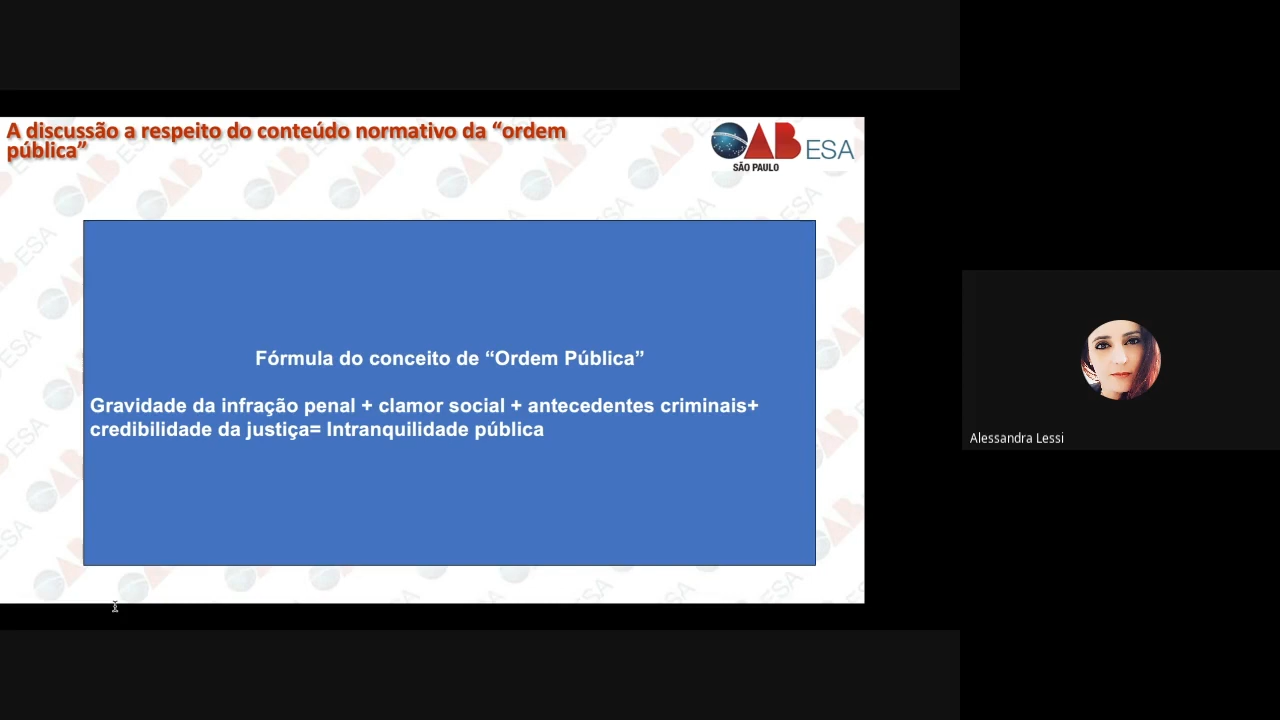 A discussão a respeito do conteúdo normativo da “ordem
pública”
OAB ESA
SÃO PAULO
Fórmula do conceito de “Ordem Pública”
Gravidade da infração penal + clamor social + antecedentes criminais+
credibilidade da justiça= Intranquilidade pública
Alessandra Lessi